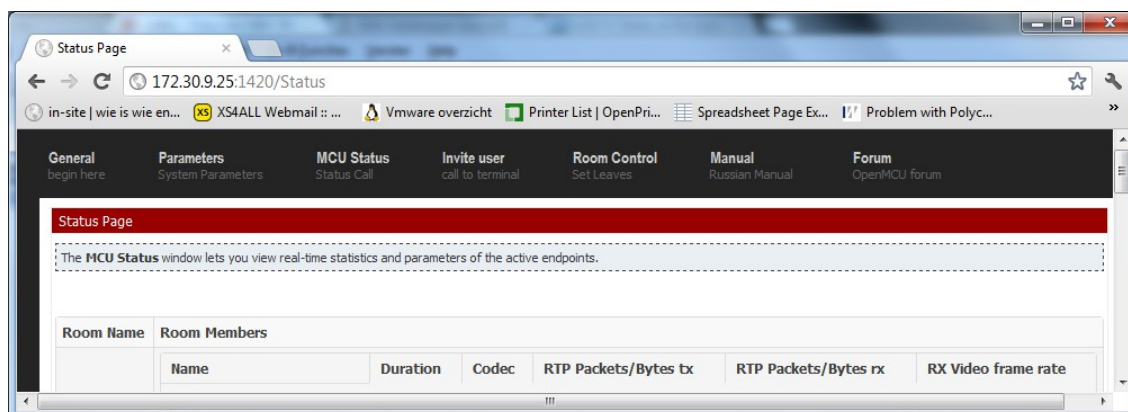 Status Page
172.30.9.25:1420/Status
in-site | wie is wie en... XS XS4ALL Webmail :: ... Vmware overzicht Printer List | OpenPri... Spreadsheet Page Ex... Problem with Polyc... »
General Parameters MCU Status Invite user Room Control Manual Forum
begin here System Parameters Status Call call to terminal Set Leaves Russian Manual OpenMCU forum
Status Page
The MCU Status window lets you view real-time statistics and parameters of the active endpoints.
Room Name Room Members
Name Duration Codec RTP Packets/Bytes tx RTP Packets/Bytes rx RX Video frame rate